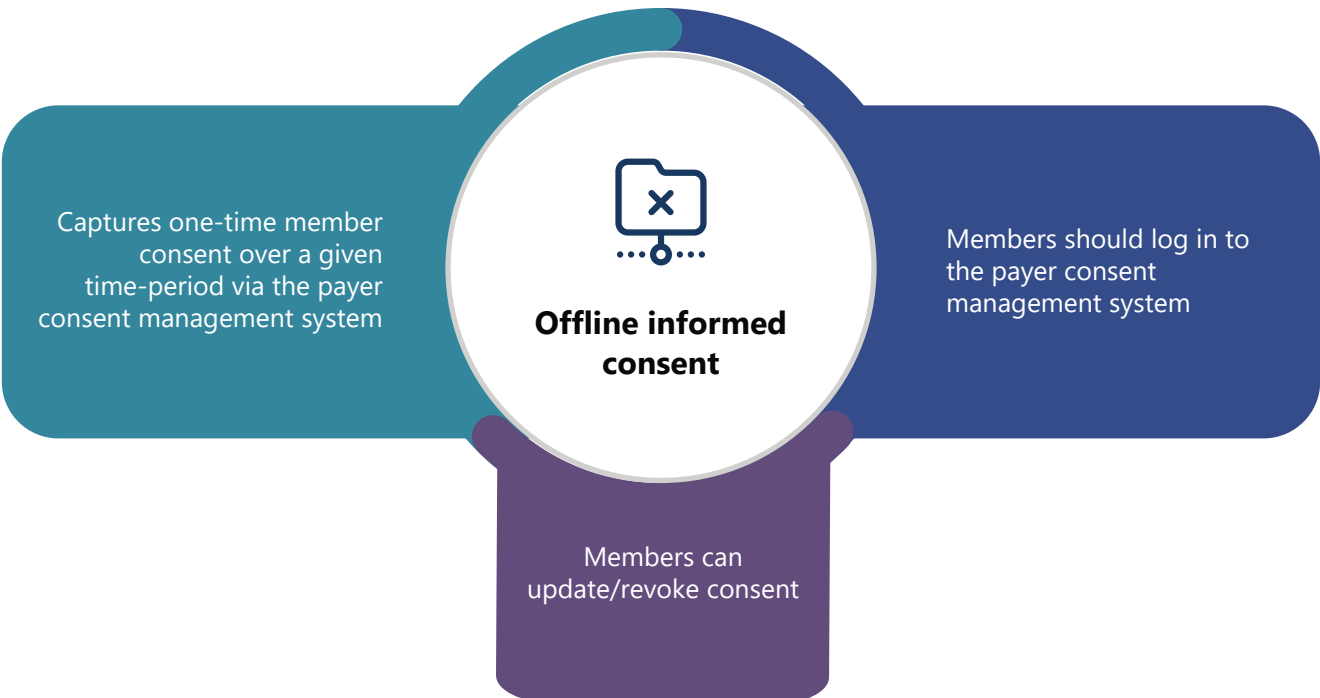 Captures one-time member
consent over a given
time-period via the payer
consent management system
Offline informed
consent
Members should log in to
the payer consent
management system
Members can
update/revoke consent